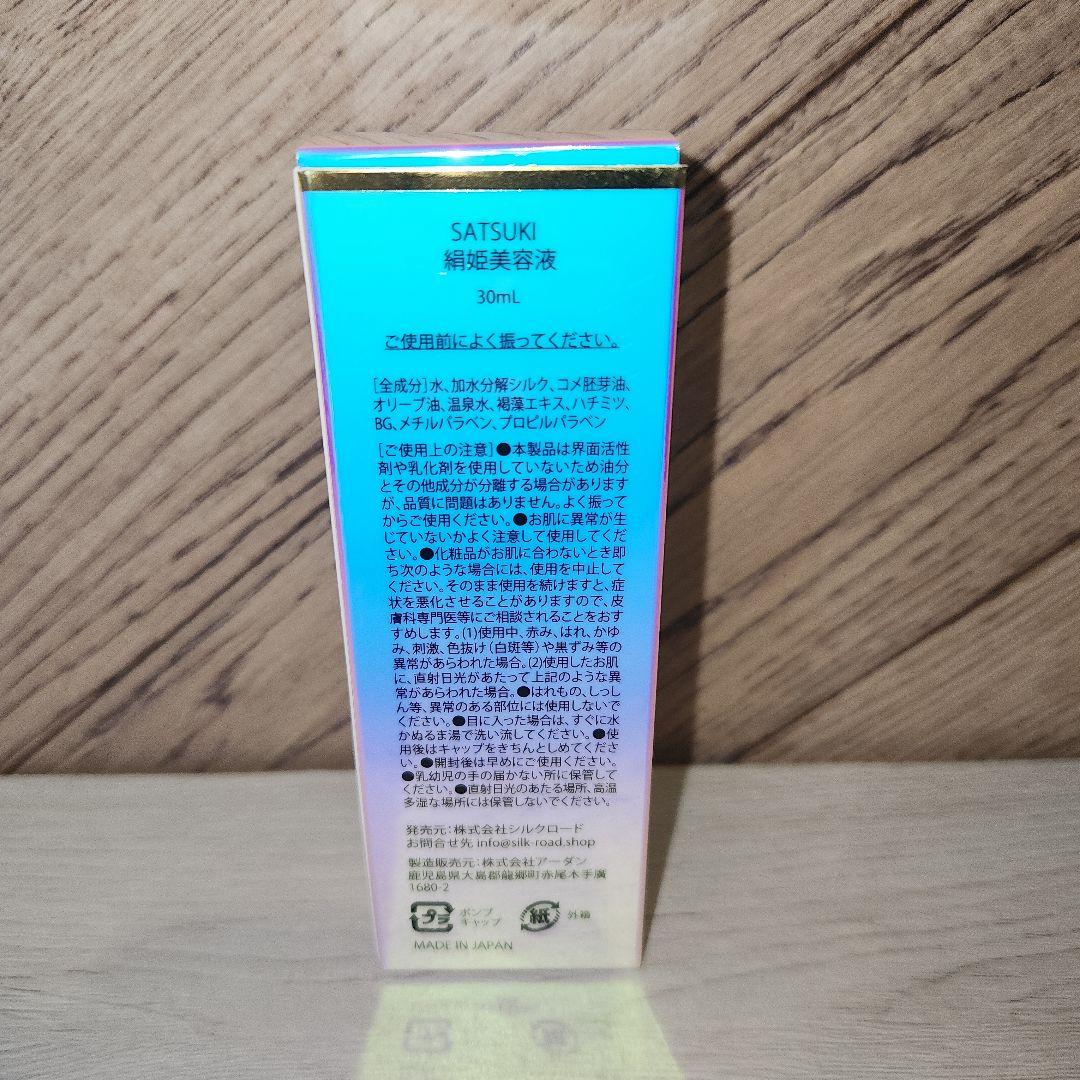 SATSUKI
絹姫美容液
30mL
ご使用前によく振ってください。
[全成分]水、加水分解シルク、コメ胚芽油、
オリーブ油、温泉水、褐藻エキス、ハチミツ、
BG、メチルパラベン、プロピルパラベン
[ご使用上の注意]●本製品は界面活性
剤や乳化剤を使用していないため油分
とその他成分が分離する場合があります
が、品質に問題はありません。よく振って
からご使用ください。●お肌に異常が生
じていないかよく注意して使用してくだ
さい。●化粧品がお肌に合わないとき即
ち次のような場合には、使用を中止して
ください。そのまま使用を続けますと、症
状を悪化させることがありますので、皮
膚科専門医等にご相談されることをおす
すめします。(1)使用中、赤み、はれ、かゆ
み、刺激、色抜け(白斑等)や黒ずみ等の
異常があらわれた場合。(2)使用したお肌
に、直射日光があたって上記のような異
常があらわれた場合。●はれもの、しっし
ん等、異常のある部位には使用しないで
ください。●目に入った場合は、すぐに水
かぬるま湯で洗い流してください。●使
用後はキャップをきちんとしめてくださ
い。●開封後は早めにご使用ください。
●乳幼児の手の届かない所に保管して
ください。●直射日光のあたる場所、高温
多湿な場所には保管しないでください。
発売元:株式会社シルクロード
お問合せ先 info@silk-road.shop
製造販売元:株式会社アーダン
鹿児島県大島郡龍郷町赤尾木手廣
1680-2
プラ ポンプ
キャップ
紙 外箱
MADE IN JAPAN